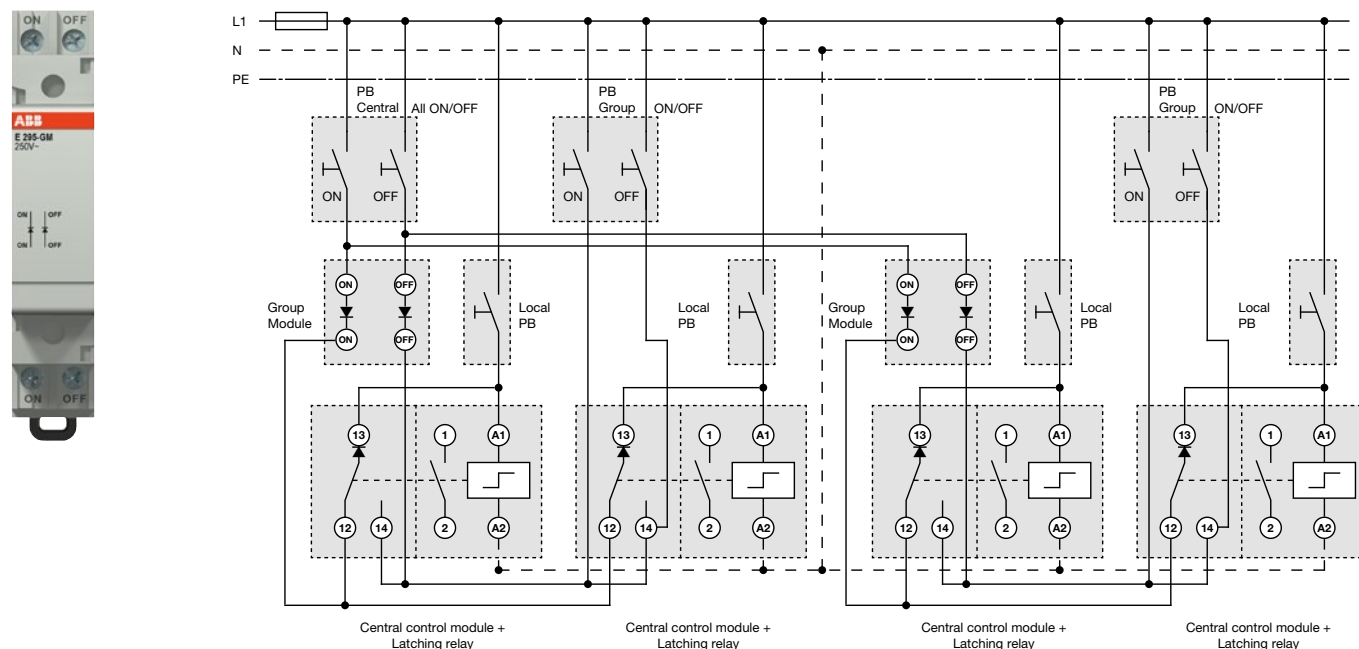 ON OFF
ABB
E 295-GM
250V~
ON OFF
ON OFF
ON OFF
L1
N
PE
PB
Central All ON/OFF
ON OFF
PB
Group ON/OFF
ON OFF
PB
Group ON/OFF
ON OFF
Group
Module
ON OFF
ON OFF
Local
PB
Local
PB
Group
Module
ON OFF
ON OFF
Local
PB
Local
PB
13 1 A1
12 14 2 A2
13 1 A1
12 14 2 A2
13 1 A1
12 14 2 A2
13 1 A1
12 14 2 A2
Central control module +
Latching relay
Central control module +
Latching relay
Central control module +
Latching relay
Central control module +
Latching relay